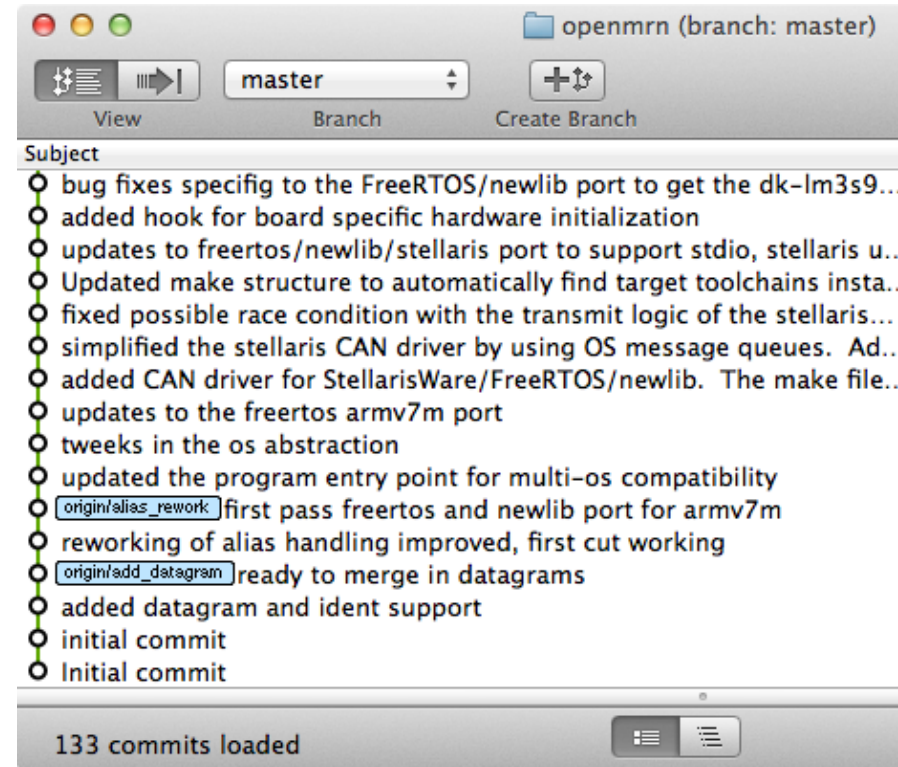 openmrn (branch: master)
master
View Branch Create Branch
Subject
bug fixes specifig to the FreeRTOS/newlib port to get the dk-lm3s9...
added hook for board specific hardware initialization
updates to freertos/newlib/stellaris port to support stdio, stellaris u..
Updated make structure to automatically find target toolchains insta..
fixed possible race condition with the transmit logic of the stellaris...
simplified the stellaris CAN driver by using OS message queues.  Ad..
added CAN driver for StellarisWare/FreeRTOS/newlib.  The make file..
updates to the freertos armv7m port
tweeks in the os abstraction
updated the program entry point for multi-os compatibility
origin/alias_rework first pass freertos and newlib port for armv7m
reworking of alias handling improved, first cut working
origin/add_datagram ready to merge in datagrams
added datagram and ident support
initial commit
Initial commit
133 commits loaded